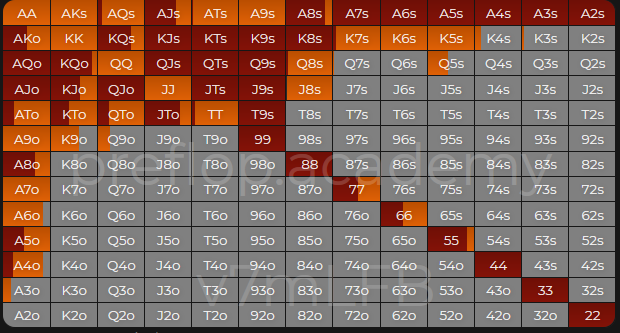 AA AKs AQs AJs ATs A9s A8s A7s A6s A5s A4s A3s A2s
AKo KK KQs KJs KTs K9s K8s K7s K6s K5s K4s K3s K2s
AQo KQo QQ QJs QTs Q9s Q8s Q7s Q6s Q5s Q4s Q3s Q2s
AJo KJo QJo JJ JTs J9s J8s J7s J6s J5s J4s J3s J2s
ATo KTo QTo JTo TT T9s T8s T7s T6s T5s T4s T3s T2s
A9o K9o Q9o J9o T9o 99 98s 97s 96s 95s 94s 93s 92s
A8o K8o Q8o J8o T8o 98o 88 87s 86s 85s 84s 83s 82s
preflop.academy
A7o K7o Q7o J7o T7o 97o 87o 77 76s 75s 74s 73s 72s
A6o K6o Q6o J6o T6o 96o 86o 76o 66 65s 64s 63s 62s
A5o K5o Q5o J5o T5o 95o 85o 75o 65o 55 54s 53s 52s
A4o K4o Q4o J4o T4o 94o 84o 74o 64o 54o 44 43s 42s
v7mLFB
A3o K3o Q3o J3o T3o 93o 83o 73o 63o 53o 43o 33 32s
A2o K2o Q2o J2o T2o 92o 82o 72o 62o 52o 42o 32o 22